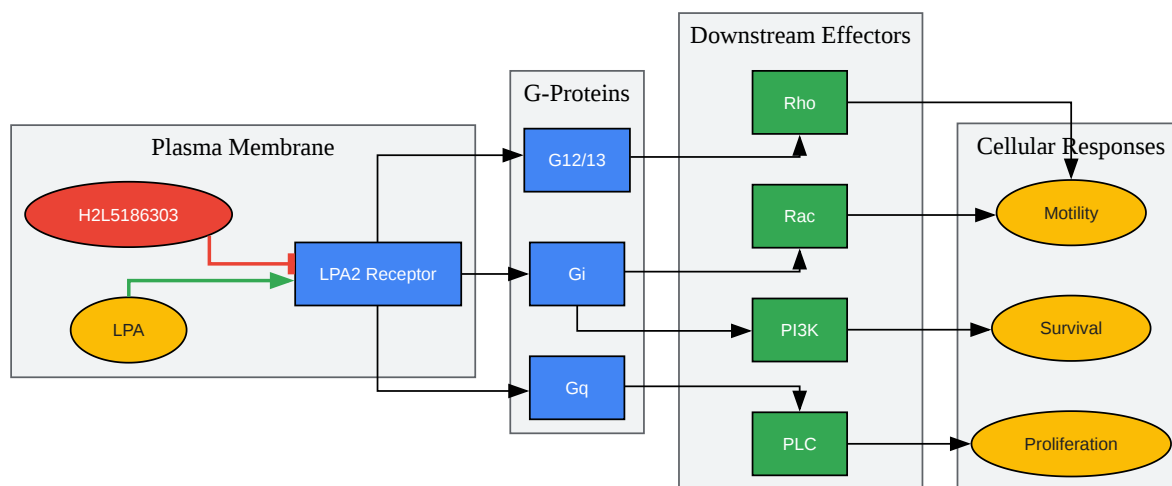 Plasma Membrane
H2L5186303
LPA
LPA2 Receptor
G-Proteins
G12/13
Gi
Gq
Downstream Effectors
Rho
Rac
PI3K
PLC
Cellular Responses
Motility
Survival
Proliferation